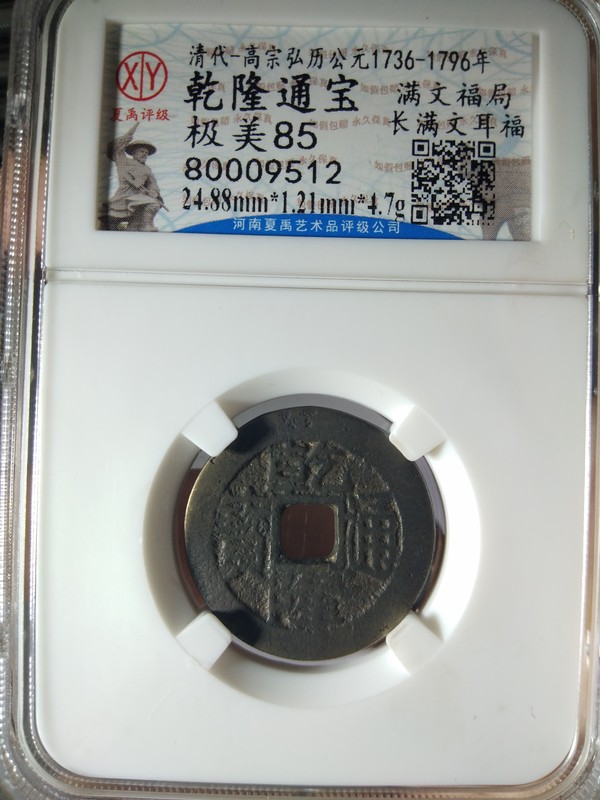 清代-高宗弘历公元1736-1796年
XY
夏禹评级
乾隆通宝
满文福局
极美85
长满文耳福
80009512
24.88mm*1.21mm*4.7g
河南夏禹艺术品评级公司
乾
通